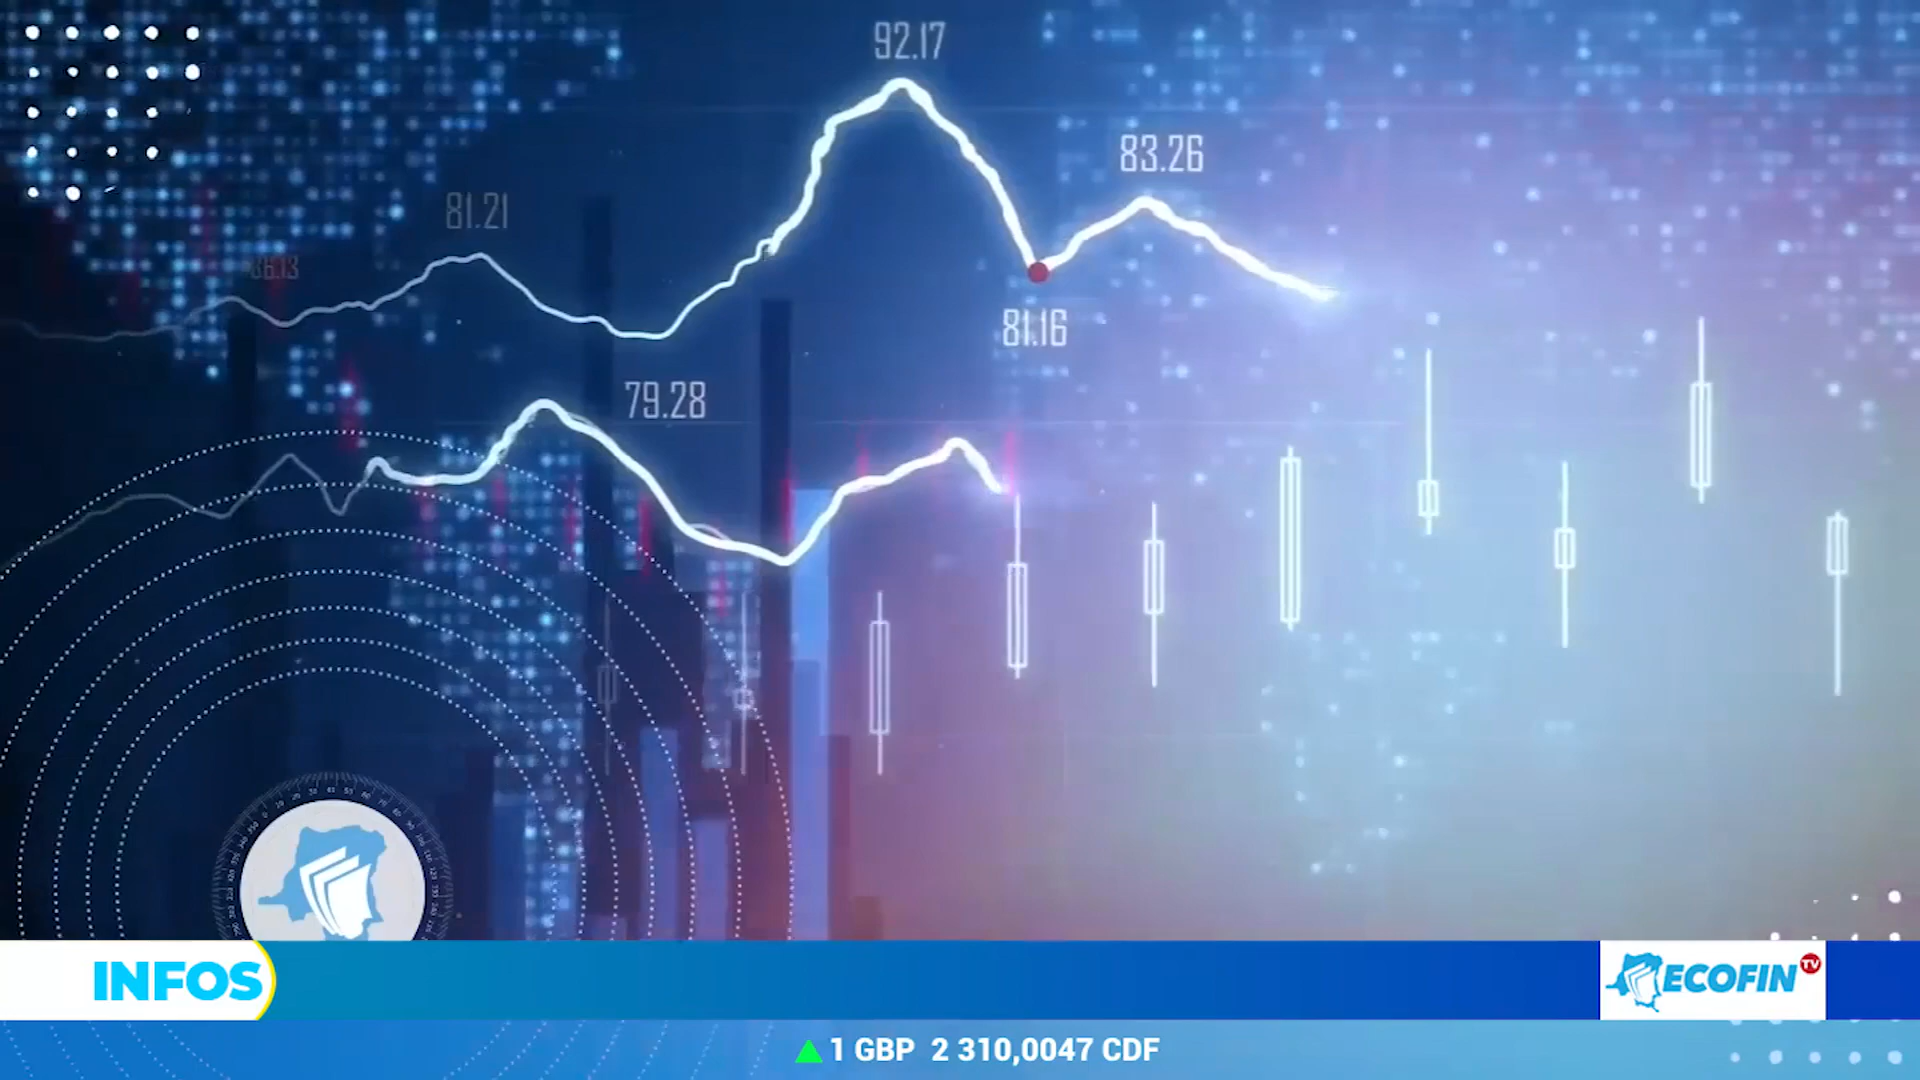 92.17
83.26
81.21
81.16
79.28
INFOS
ECOFIN TV
1 GBP 2 310,0047 CDF